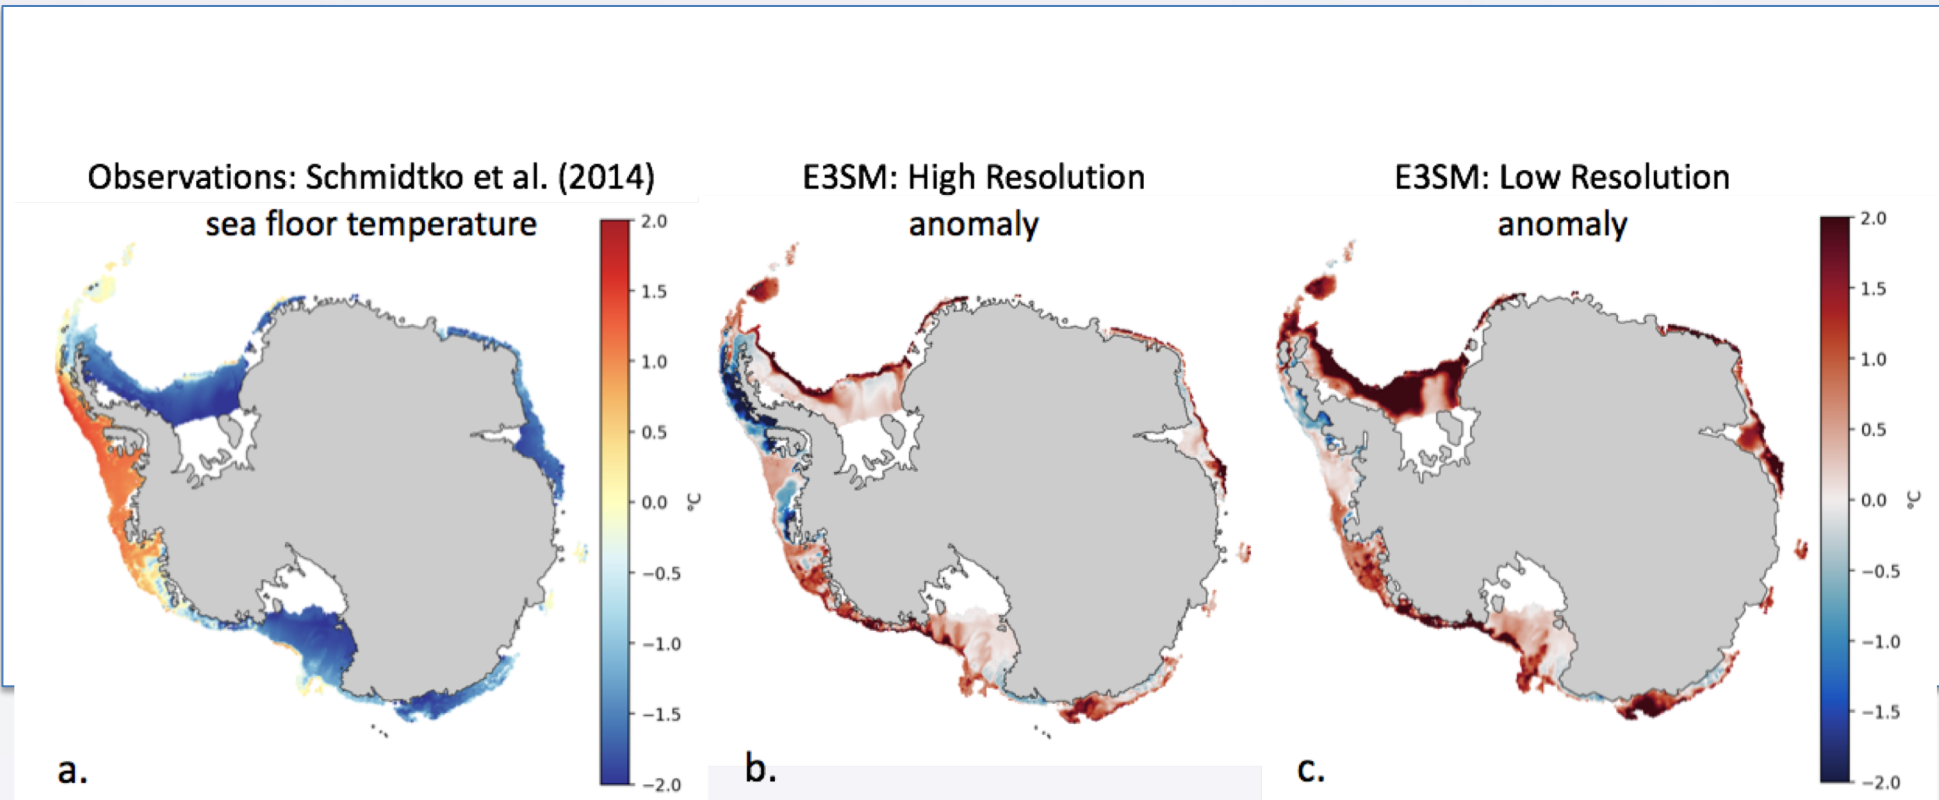 Observations: Schmidtko et al. (2014)
sea floor temperature
E3SM: High Resolution
anomaly
E3SM: Low Resolution
anomaly
2.0
1.5
1.0
0.5
0.0
−0.5
−1.0
−1.5
−2.0
°C
2.0
1.5
1.0
0.5
0.0
−0.5
−1.0
−1.5
−2.0
°C
a.
b.
c.